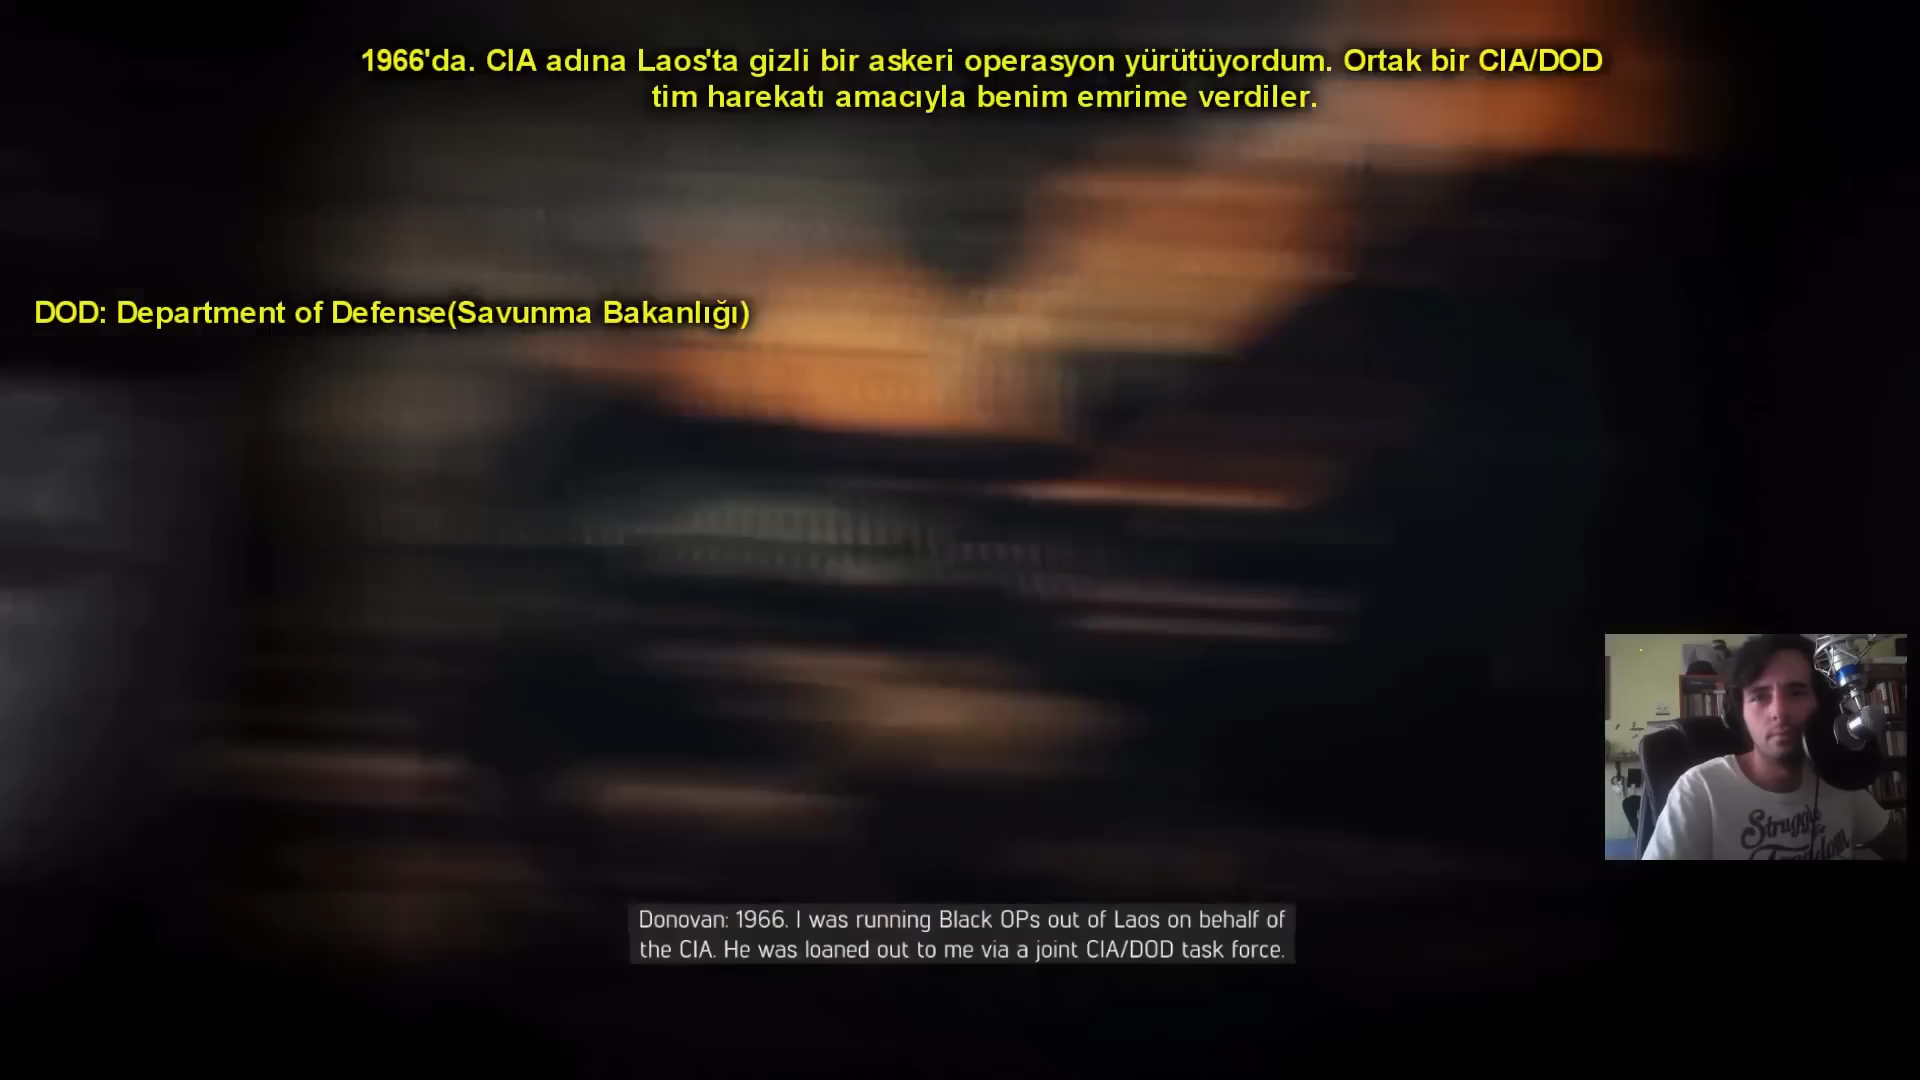 1966'da. CIA adına Laos'ta gizli bir askeri operasyon yürütüyordum. Ortak bir CIA/DOD
tim harekatı amacıyla benim emrime verdiler.
DOD: Department of Defense(Savunma Bakanlığı)
Struggle
Freedom
Donovan: 1966. I was running Black OPs out of Laos on behalf of
the CIA. He was loaned out to me via a joint CIA/DOD task force.